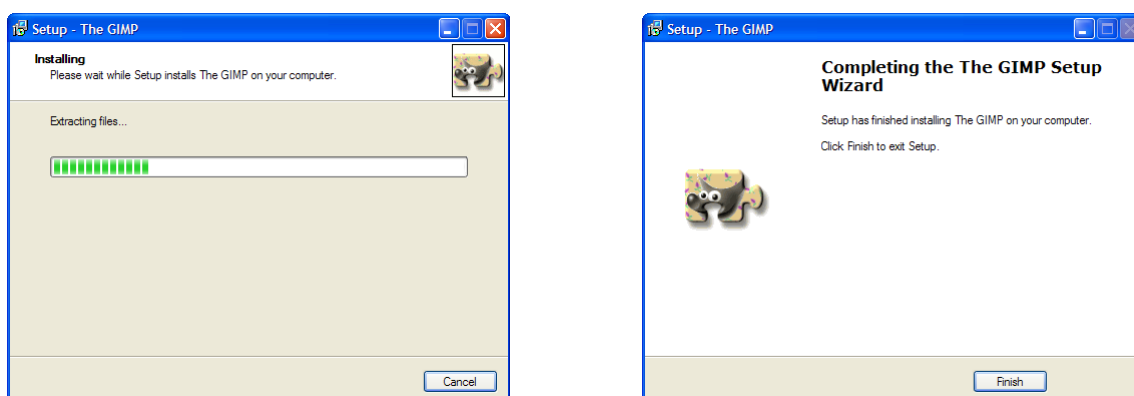 Setup - The GIMP
Installing
Please wait while Setup installs The GIMP on your computer.
Extracting files...
Cancel
Setup - The GIMP
Completing the The GIMP Setup
Wizard
Setup has finished installing The GIMP on your computer.
Click Finish to exit Setup.
Finish